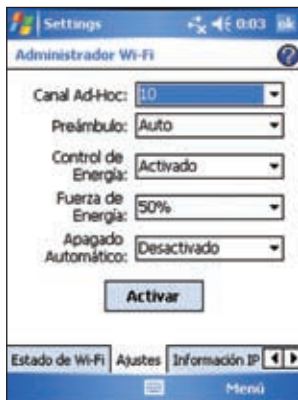 Settings 0:03 ok
Administrador Wi-Fi
Canal Ad-Hoc: 10
Preámbulo: Auto
Control de Energía: Activado
Fuerza de Energía: 50%
Apagado Automático: Desactivado
Activar
Estado de Wi-Fi Ajustes Información IP
Menú